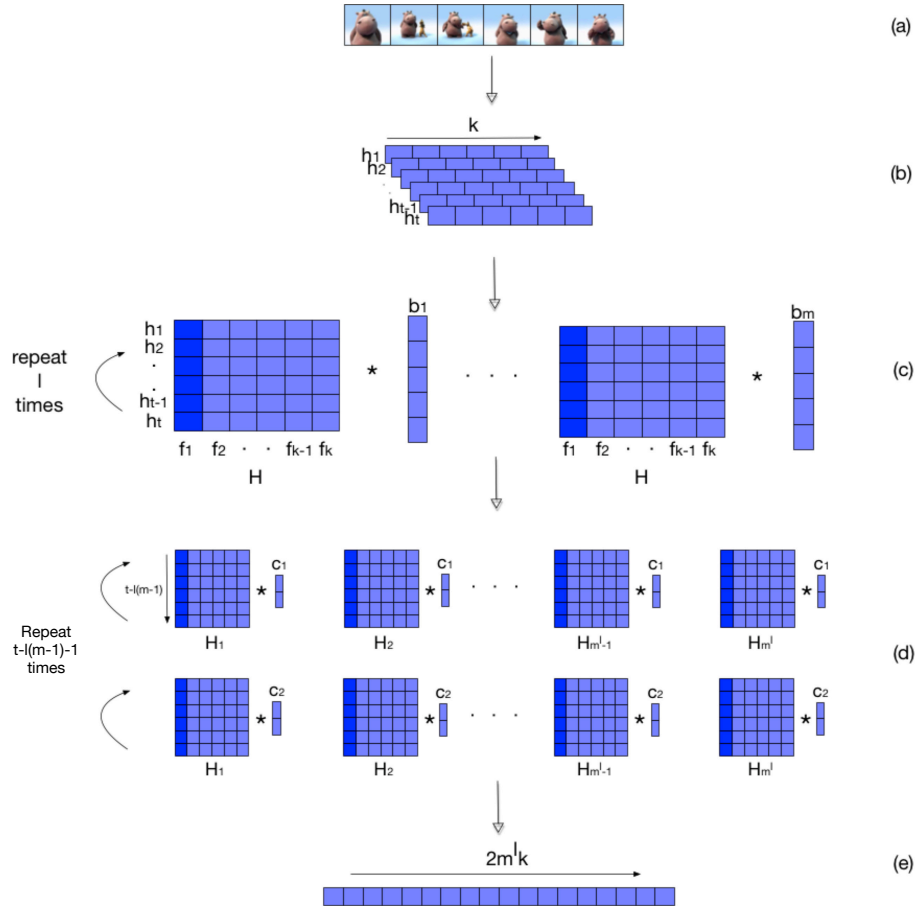 (a)
k
h1
h2
.
.
ht-1
ht
(b)
repeat
l
times
h1
h2
.
.
ht-1
ht
f1 f2 · · fk-1 fk
H
*
b1
· · ·
f1 f2 · · fk-1 fk
H
*
bm
(c)
Repeat
t-l(m-1)-1
times
t-l(m-1)
* c1
H1
* c1
H2
· · ·
* c1
Hmˡ-1
* c1
Hmˡ
(d)
* c2
H1
* c2
H2
· · ·
* c2
Hmˡ-1
* c2
Hmˡ
2mˡk
(e)